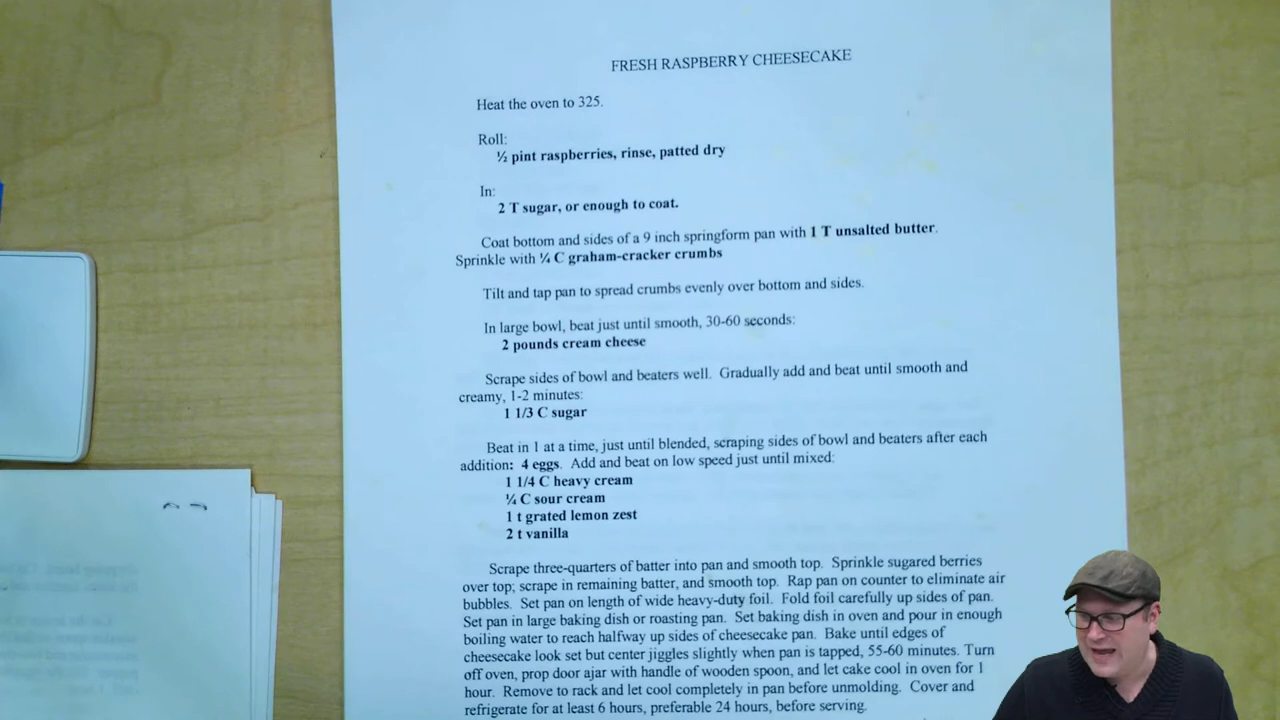 FRESH RASPBERRY CHEESECAKE
Heat the oven to 325.
Roll:
½ pint raspberries, rinse, patted dry
In:
2 T sugar, or enough to coat.
Coat bottom and sides of a 9 inch springform pan with 1 T unsalted butter.
Sprinkle with ¼ C graham-cracker crumbs
Tilt and tap pan to spread crumbs evenly over bottom and sides.
In large bowl, beat just until smooth, 30-60 seconds:
2 pounds cream cheese
Scrape sides of bowl and beaters well. Gradually add and beat until smooth and
creamy, 1-2 minutes:
1 1/3 C sugar
Beat in 1 at a time, just until blended, scraping sides of bowl and beaters after each
addition: 4 eggs. Add and beat on low speed just until mixed:
1 1/4 C heavy cream
¼ C sour cream
1 t grated lemon zest
2 t vanilla
Scrape three-quarters of batter into pan and smooth top. Sprinkle sugared berries
over top; scrape in remaining batter, and smooth top. Rap pan on counter to eliminate air
bubbles. Set pan on length of wide heavy-duty foil. Fold foil carefully up sides of pan.
Set pan in large baking dish or roasting pan. Set baking dish in oven and pour in enough
boiling water to reach halfway up sides of cheesecake pan. Bake until edges of
cheesecake look set but center jiggles slightly when pan is tapped, 55-60 minutes. Turn
off oven, prop door ajar with handle of wooden spoon, and let cake cool in oven for 1
hour. Remove to rack and let cool completely in pan before unmolding. Cover and
refrigerate for at least 6 hours, preferable 24 hours, before serving.